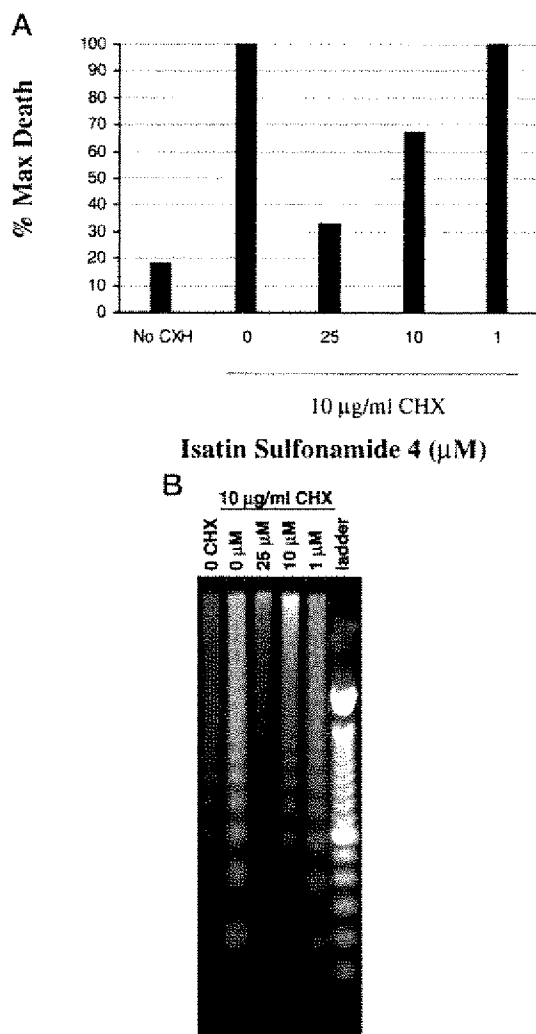 A
% Max Death
100
90
80
70
60
50
40
30
20
10
0
No CXH 0 25 10 1
10 µg/ml CHX
Isatin Sulfonamide 4 (µM)
B
10 µg/ml CHX
0 CHX
0 µM
25 µM
10 µM
1 µM
ladder